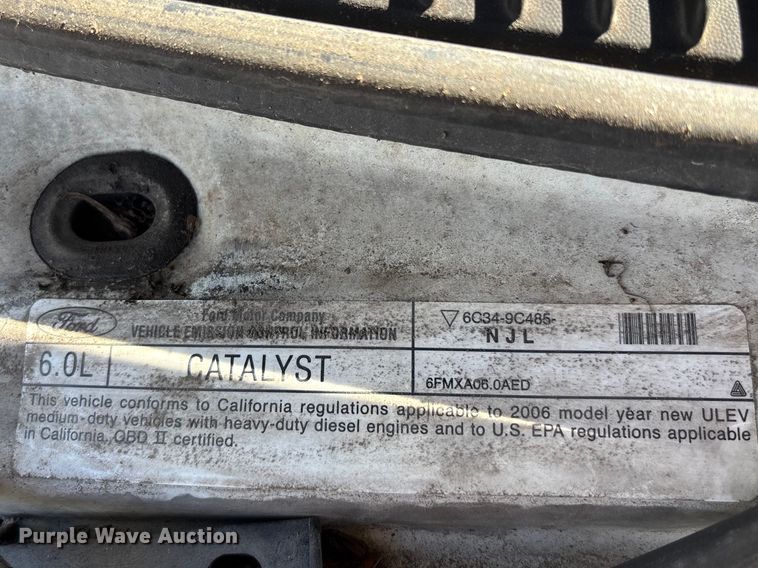 Ford
Ford Motor Company
VEHICLE EMISSION CONTROL INFORMATION
6C34-9C485-
NJL
6.0L
CATALYST
6FMXA06.0AED
This vehicle conforms to California regulations applicable to 2006 model year new ULEV
medium-duty vehicles with heavy-duty diesel engines and to U.S. EPA regulations applicable
in California, OBD II certified.
Purple Wave Auction